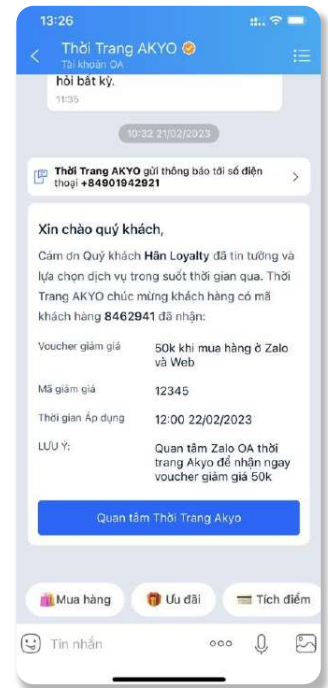 13:26
Thời Trang AKYO
Tài khoản OA
hồi bất kỳ.
11:35
10:32 21/02/2023
Thời Trang AKYO gửi thông báo tới số điện
thoại +84901942921
Xin chào quý khách,
Cảm ơn Quý khách Hân Loyalty đã tin tưởng và
lựa chọn dịch vụ trong suốt thời gian qua. Thời
Trang AKYO chúc mừng khách hàng có mã
khách hàng 8462941 đã nhận:
Voucher giảm giá 50k khi mua hàng ở Zalo
và Web
Mã giảm giá 12345
Thời gian Áp dụng 12:00 22/02/2023
LƯU Ý: Quan tâm Zalo OA thời
trang Akyo để nhận ngay
voucher giảm giá 50k
Quan tâm Thời Trang Akyo
Mua hàng Ưu đãi Tích điểm
Tin nhắn